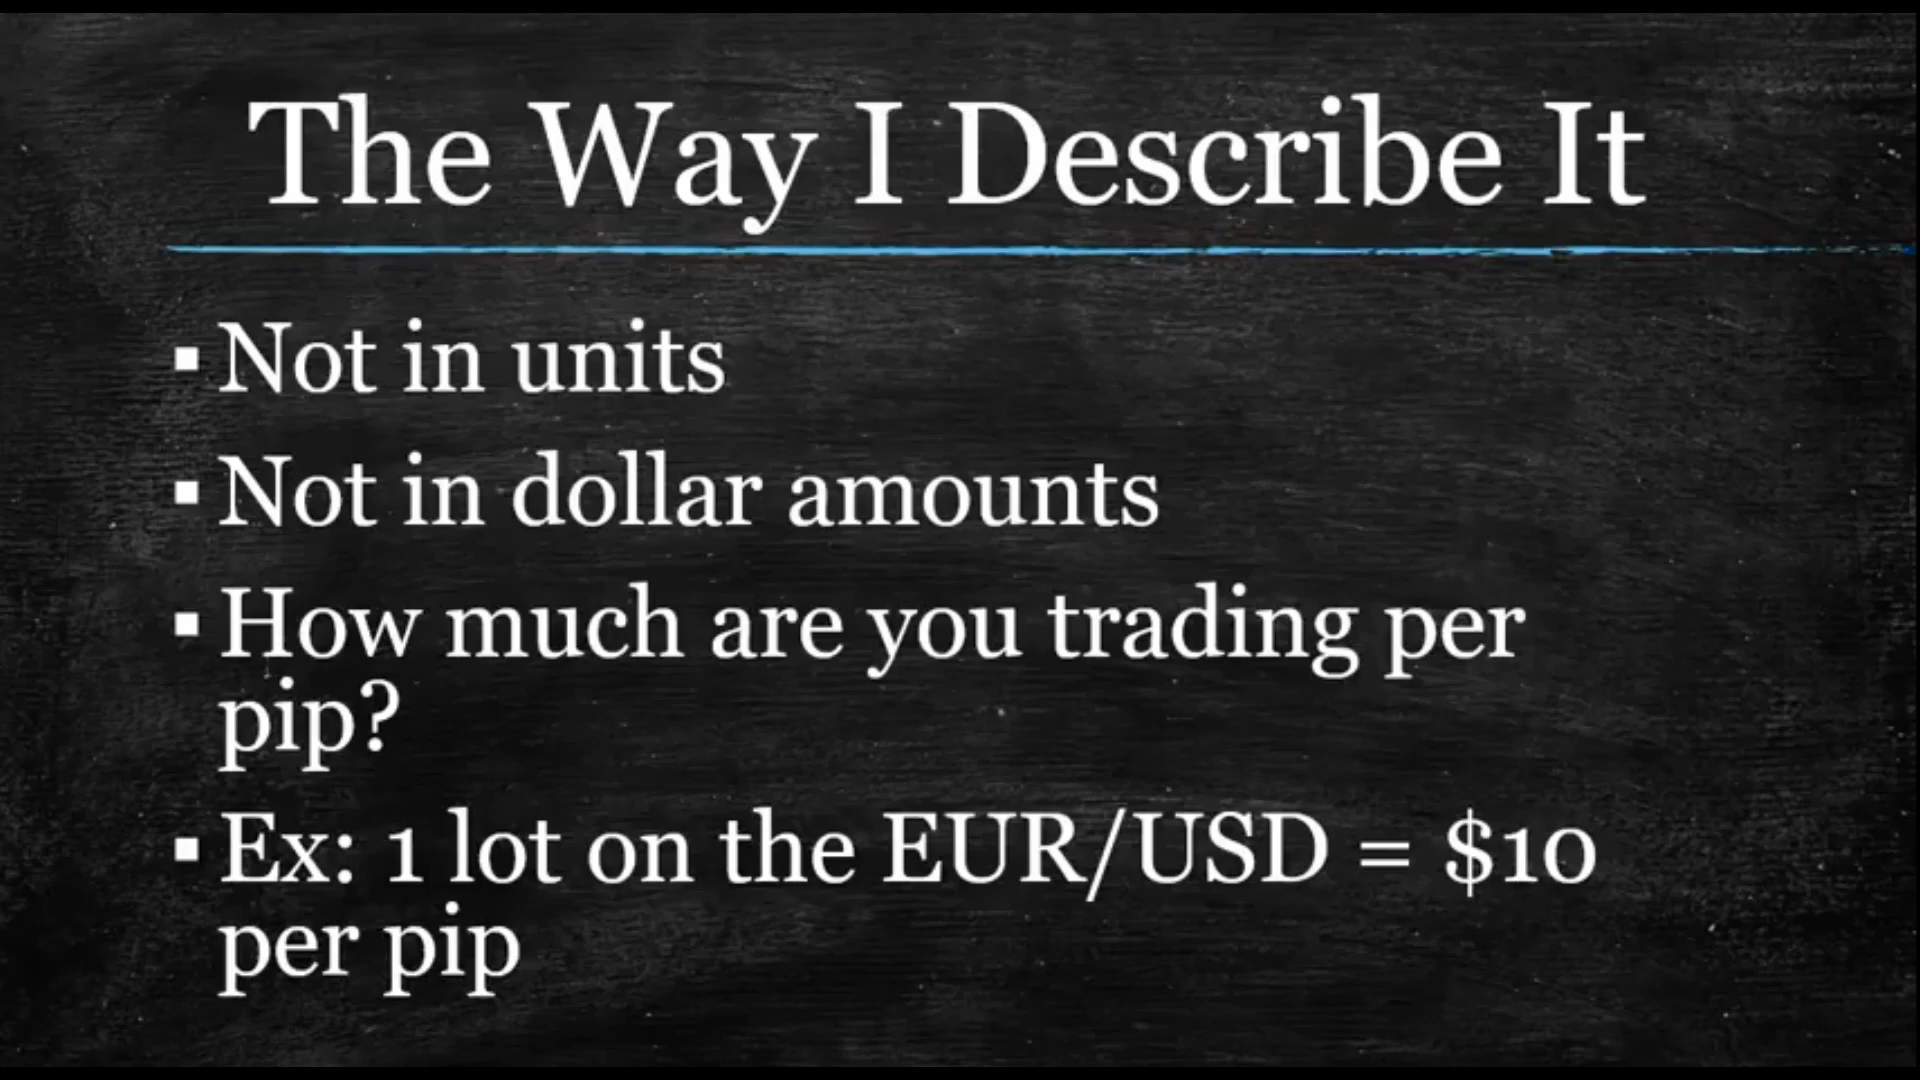 The Way I Describe It
▪ Not in units
▪ Not in dollar amounts
▪ How much are you trading per
pip?
▪ Ex: 1 lot on the EUR/USD = $10
per pip